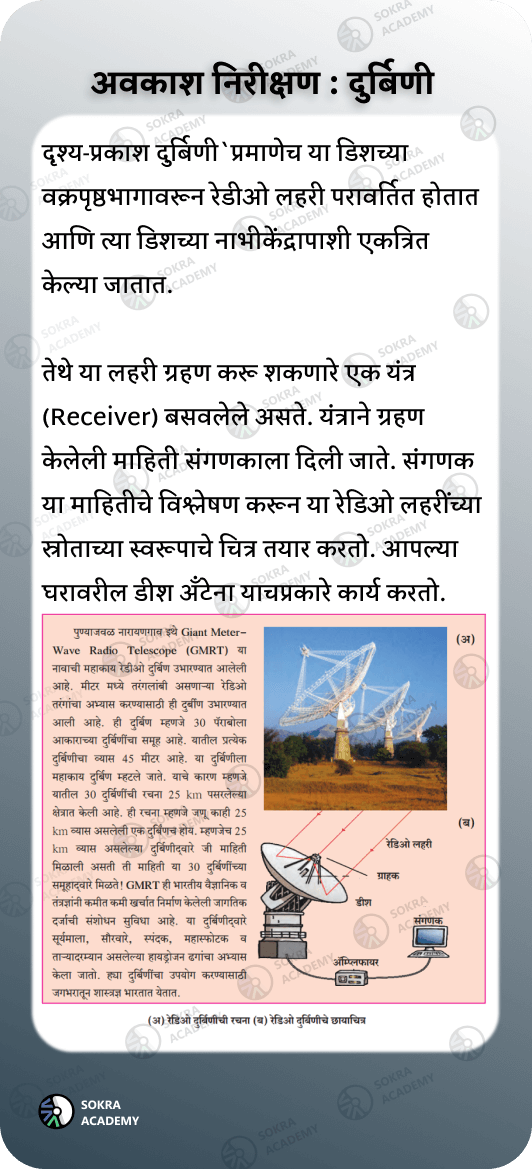 अवकाश निरीक्षण : दुर्बिणी
दृश्य-प्रकाश दुर्बिणी`प्रमाणेच या डिशच्या
वक्रपृष्ठभागावरून रेडीओ लहरी परावर्तित होतात
आणि त्या डिशच्या नाभीकेंद्रापाशी एकत्रित
केल्या जातात.
तेथे या लहरी ग्रहण करू शकणारे एक यंत्र
(Receiver) बसवलेले असते. यंत्राने ग्रहण
केलेली माहिती संगणकाला दिली जाते. संगणक
या माहितीचे विश्लेषण करून या रेडिओ लहरींच्या
स्त्रोताच्या स्वरूपाचे चित्र तयार करतो. आपल्या
घरावरील डीश अँटेना याचप्रकारे कार्य करतो.
पुण्याजवळ नारायणगाव इथे Giant Meter-
Wave Radio Telescope (GMRT) या
नावाची महाकाय रेडीओ दुर्बिण उभारण्यात आलेली
आहे. मीटर मध्ये तरंगलांबी असणाऱ्या रेडिओ
तरंगांचा अभ्यास करण्यासाठी ही दुर्बीण उभारण्यात
आली आहे. ही दुर्बिण म्हणजे 30 पॅराबोला
आकाराच्या दुर्बिणींचा समूह आहे. यातील प्रत्येक
दुर्बिणीचा व्यास 45 मीटर आहे. या दुर्बिणीला
महाकाय दुर्बिण म्हटले जाते. याचे कारण म्हणजे
यातील 30 दुर्बिणींची रचना 25 km पसरलेल्या
क्षेत्रात केली आहे. ही रचना म्हणजे जणू काही 25
km व्यास असलेली एक दुर्बिणच होय. म्हणजेच 25
km व्यास असलेल्या दुर्बिणीद्वारे जी माहिती
मिळाली असती ती माहिती या 30 दुर्बिणींच्या
समूहाद्वारे मिळते! GMRT ही भारतीय वैज्ञानिक व
तंत्रज्ञांनी कमीत कमी खर्चात निर्माण केलेली जागतिक
दर्जाची संशोधन सुविधा आहे. या दुर्बिणीद्वारे
सूर्यमाला, सौरवारे, स्पंदक, महास्फोटक व
ताऱ्यादरम्यान असलेल्या हायड्रोजन ढगांचा अभ्यास
केला जातो. ह्या दुर्बिणींचा उपयोग करण्यासाठी
जगभरातून शास्त्रज्ञ भारतात येतात.
(अ)
(ब)
रेडिओ लहरी
ग्राहक
डीश
संगणक
ॲम्प्लिफायर
(अ) रेडिओ दुर्बिणीची रचना (ब) रेडिओ दुर्बिणीचे छायाचित्र
SOKRA
ACADEMY